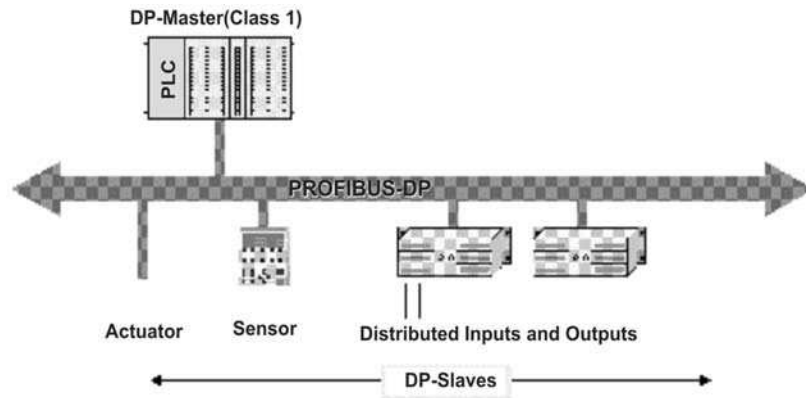 DP-Master(Class 1)
PLC
PROFIBUS-DP
Actuator
Sensor
Distributed Inputs and Outputs
DP-Slaves